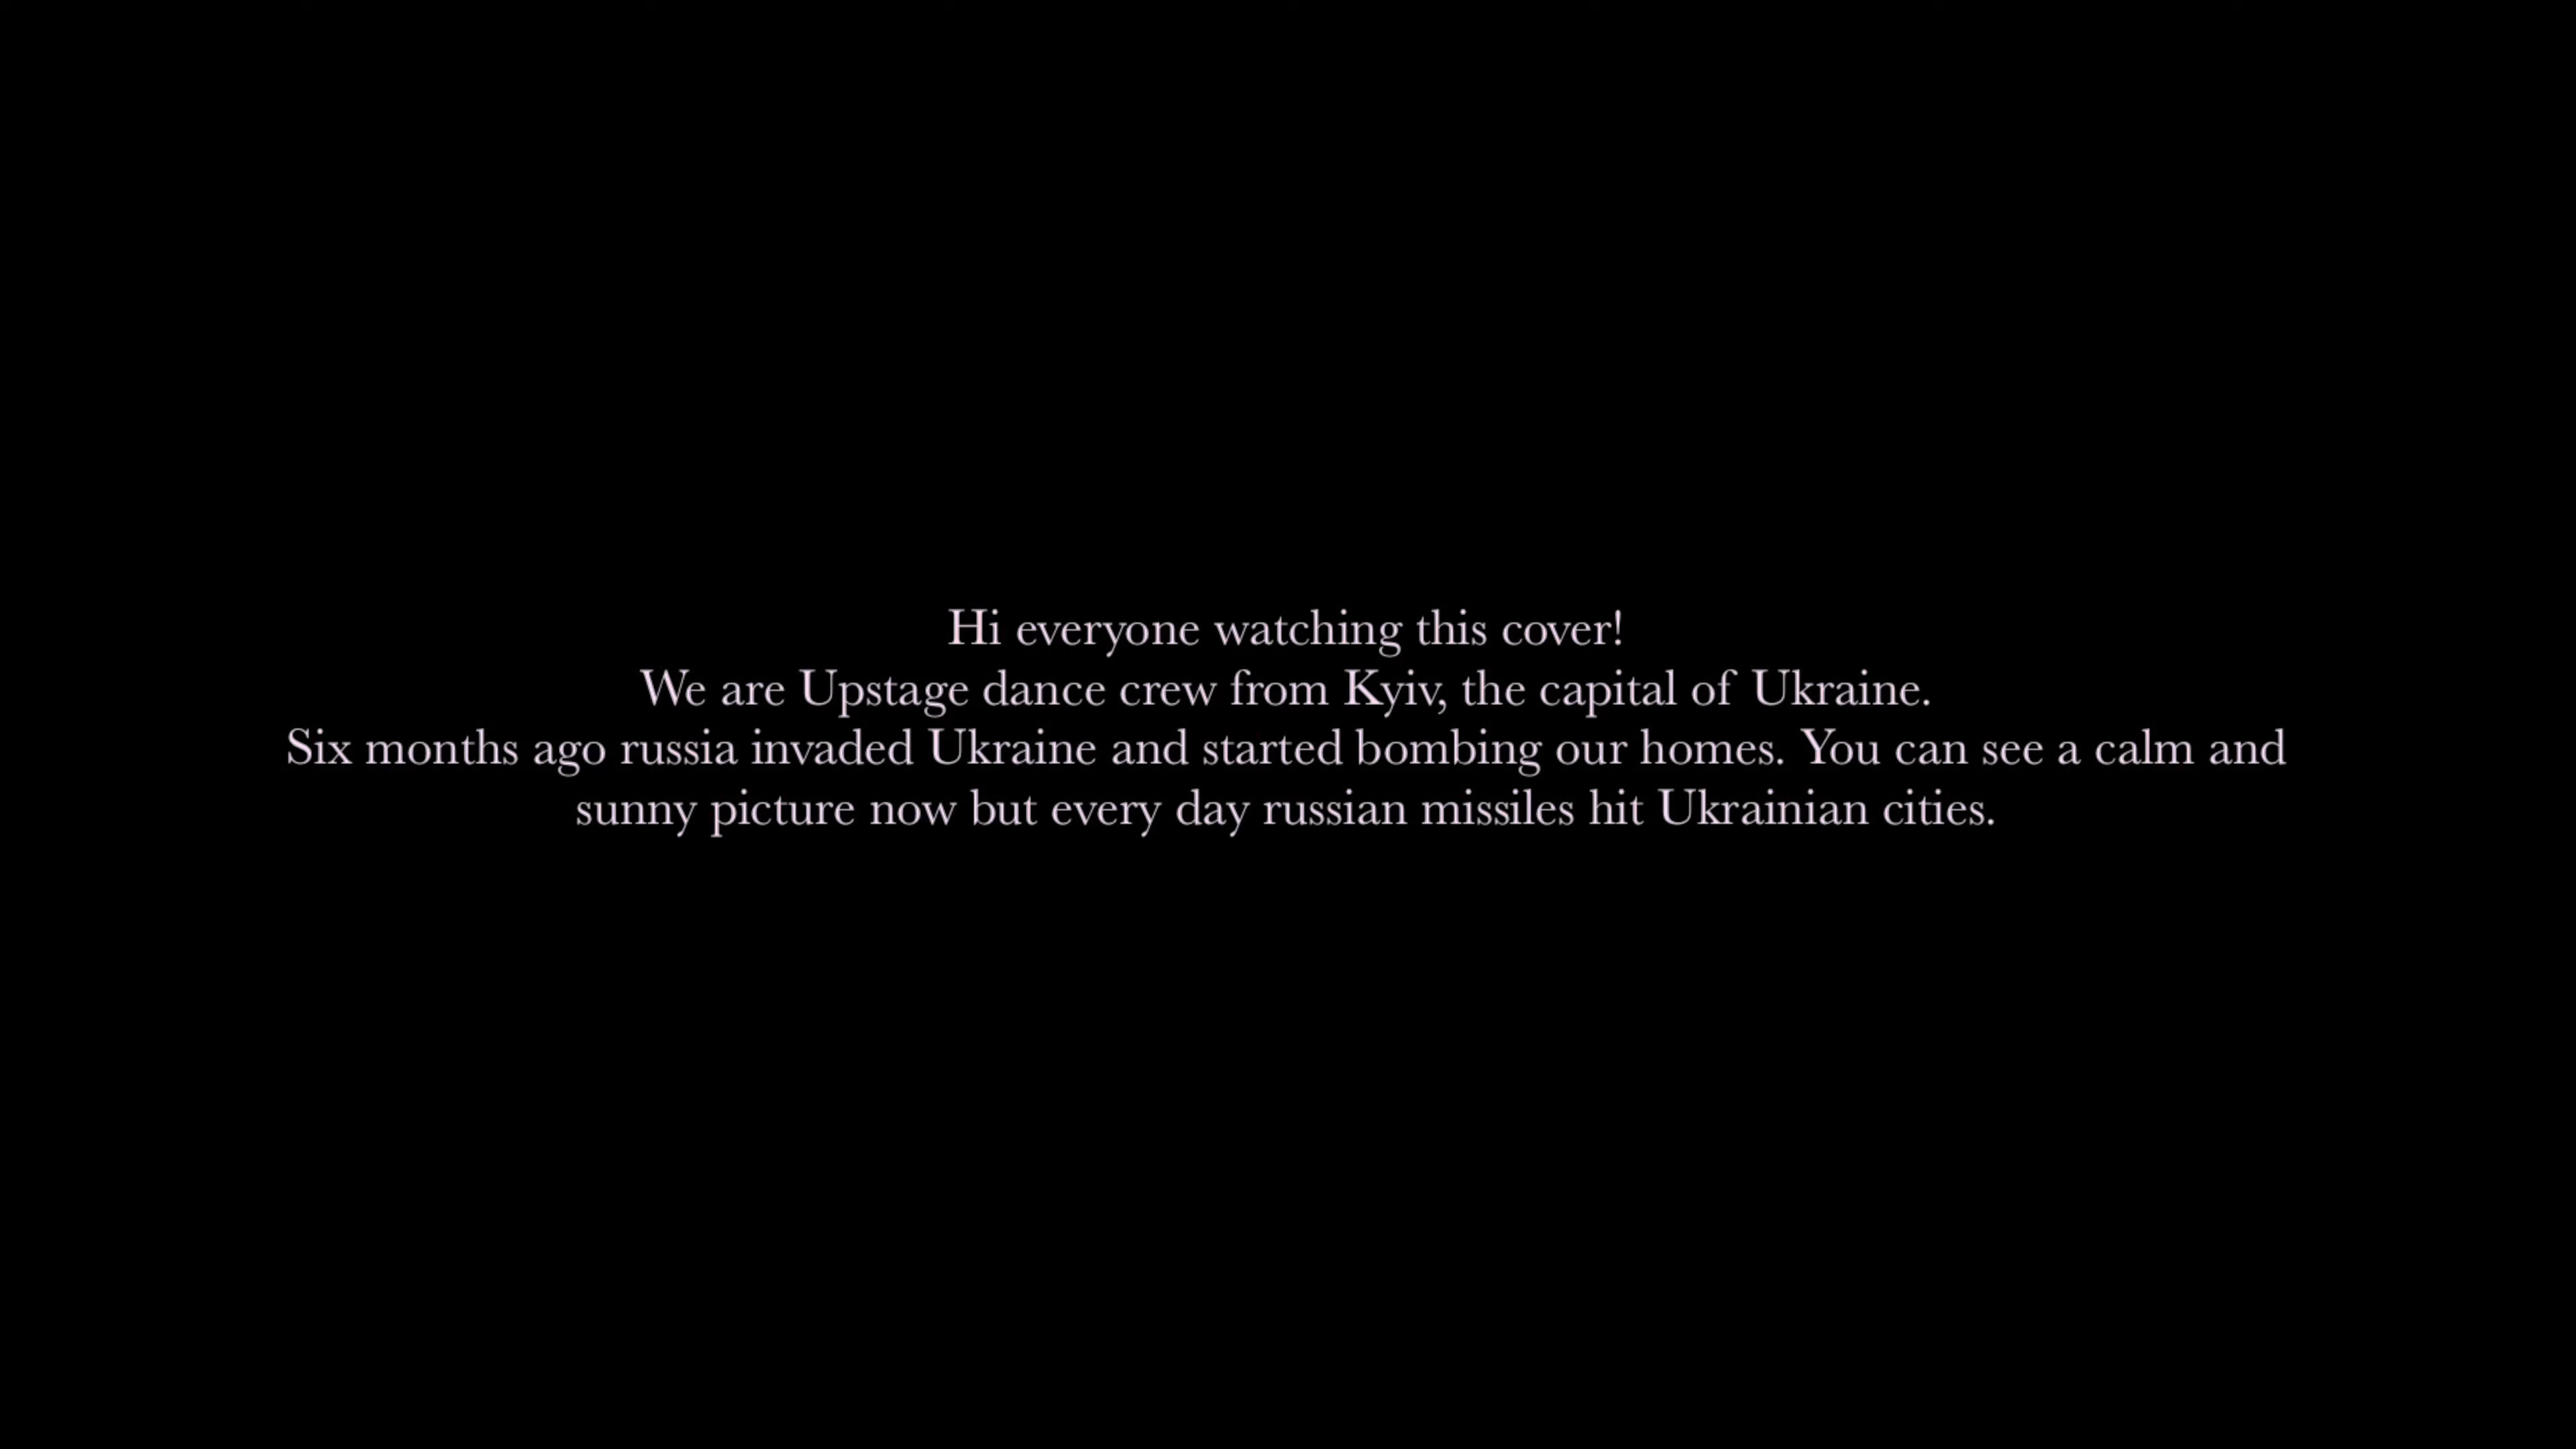 Hi everyone watching this cover!
We are Upstage dance crew from Kyiv, the capital of Ukraine.
Six months ago russia invaded Ukraine and started bombing our homes. You can see a calm and
sunny picture now but every day russian missiles hit Ukrainian cities.